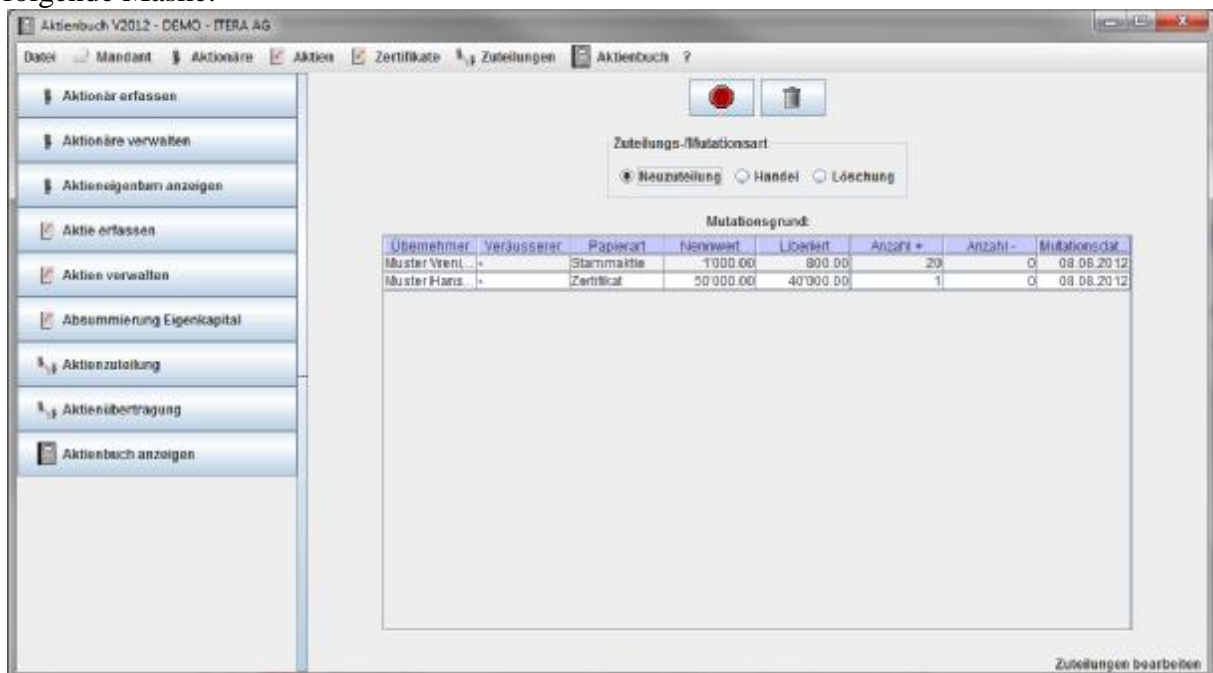 folgende Maske:
Aktienbuch V2012 - DEMO - ITERA AG
Datei Mandant Aktionäre Aktien Zertifikate Zuteilungen Aktienbuch ?
Aktionär erfassen
Aktionäre verwalten
Aktieneigentum anzeigen
Aktie erfassen
Aktien verwalten
Absummierung Eigenkapital
Aktienzuteilung
Aktienübertragung
Aktienbuch anzeigen
Zuteilungs-/Mutationsart
Neuzuteilung Handel Löschung
Mutationsgrund:
Übernehmer Veräusserer Papierart Nennwert Liberiert Anzahl + Anzahl - Mutationsdat...
Muster Vreni,... - Stammaktie 1'000.00 800.00 20 0 08.08.2012
Muster Hans... - Zertifikat 50'000.00 40'000.00 1 0 08.08.2012
Zuteilungen bearbeiten